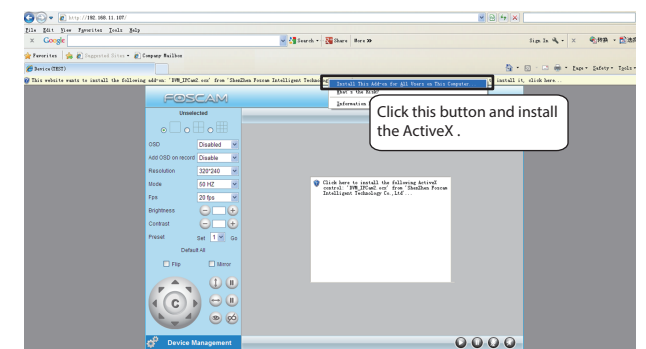 http://192.168.11.107/
File Edit View Favorites Tools Help
x Google
Search Share More »
Sign In
Favorites Suggested Sites Company Mailbox
Device(TEST)
Page Safety Tools
This website wants to install the following add-on: 'DVM_IPCam2.ocx' from 'ShenZhen Foscam Intelligent Technology
install it, click here...
Install This Add-on for All Users on This Computer...
What's the Risk?
Information
Click this button and install
the ActiveX .
FOSCAM
Unselected
OSD Disabled
Add OSD on record Disable
Resolution 320*240
Mode 50 HZ
Fps 20 fps
Brightness - +
Contrast - +
Preset Set 1 Go
Default All
Flip Mirror
C
Device Management
Click here to install the following ActiveX
control: 'DVM_IPCam2.ocx' from 'ShenZhen Foscam
Intelligent Technology Co.,Ltd'...